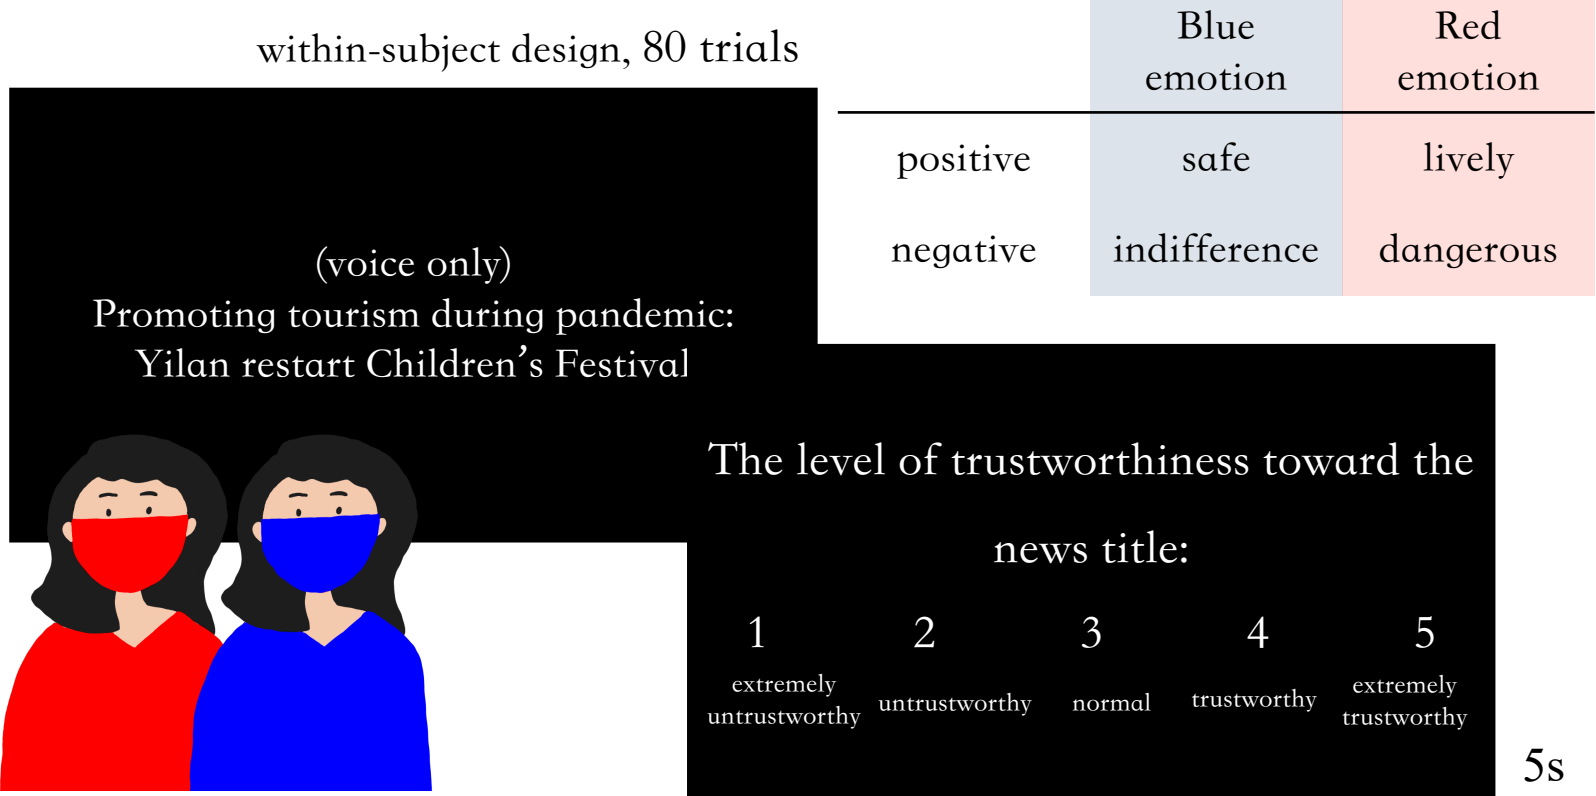 within-subject design, 80 trials
Blue emotion
Red emotion
positive safe lively
negative indifference dangerous
(voice only)
Promoting tourism during pandemic:
Yilan restart Children’s Festival
The level of trustworthiness toward the
news title:
1 2 3 4 5
extremely untrustworthy
untrustworthy
normal
trustworthy
extremely trustworthy
5s